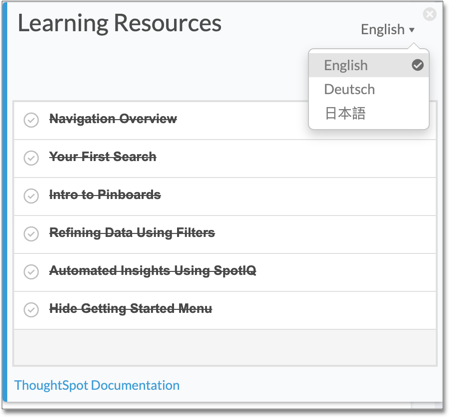 Learning Resources
English
English
Deutsch
日本語
Navigation Overview
Your First Search
Intro to Pinboards
Refining Data Using Filters
Automated Insights Using SpotIQ
Hide Getting Started Menu
ThoughtSpot Documentation